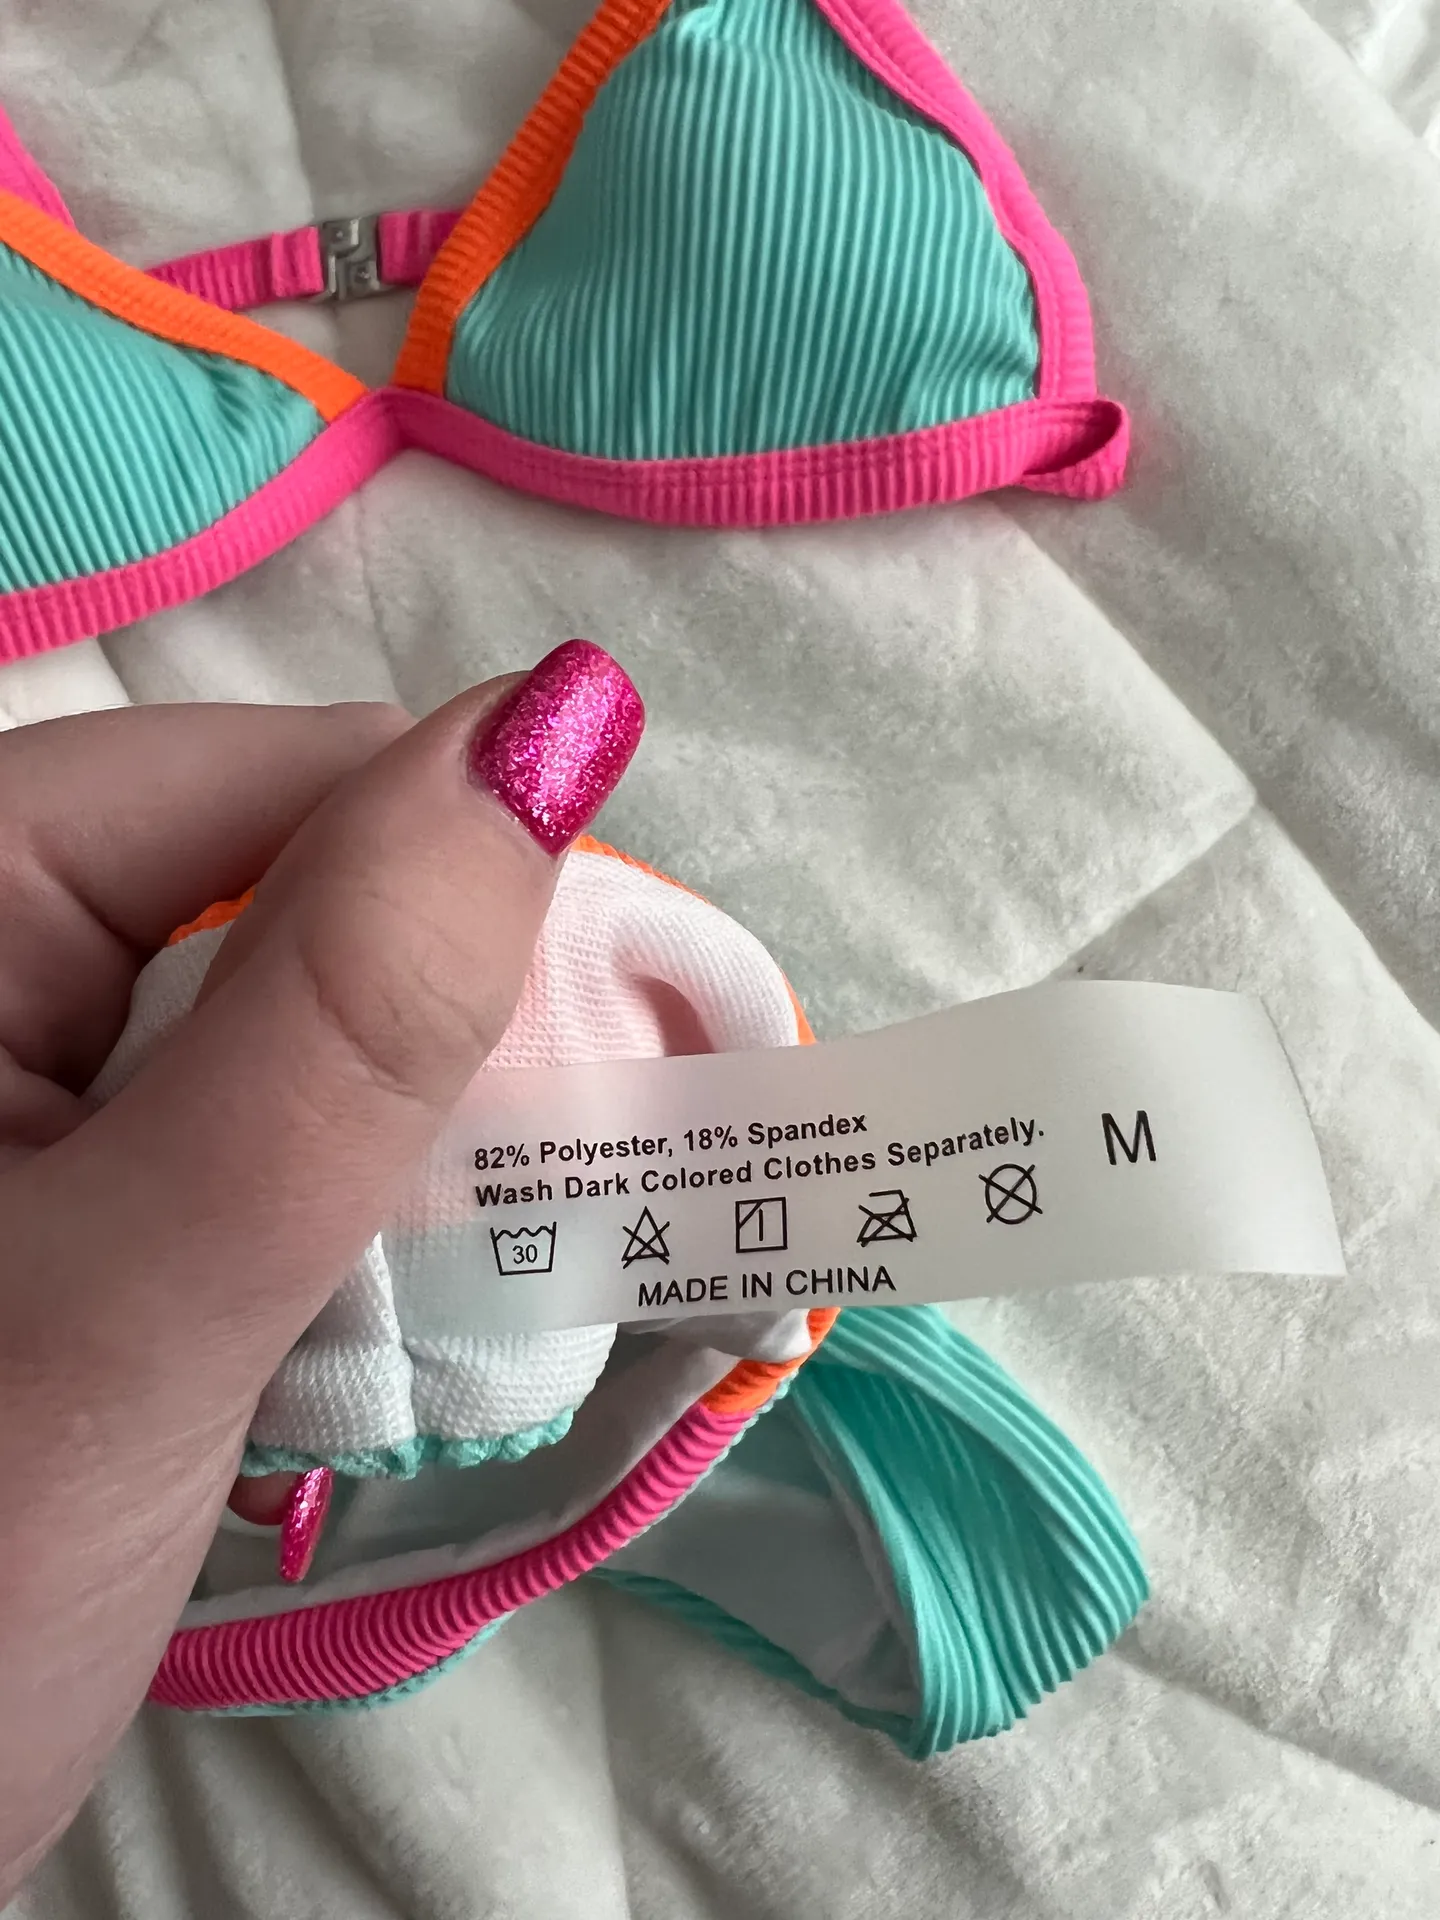 82% Polyester, 18% Spandex
Wash Dark Colored Clothes Separately.
M
30
MADE IN CHINA